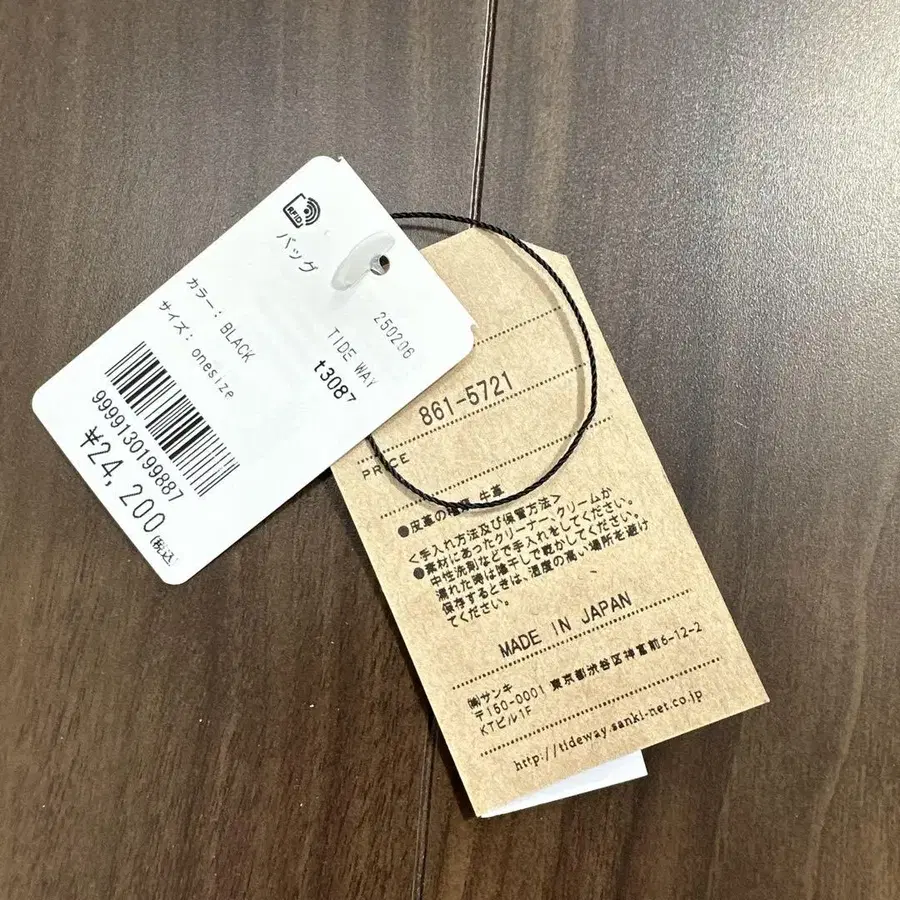 RFID
バッグ
250206
TIDE WAY
t3087
カラー: BLACK
サイズ: onesize
9999130199887
¥24,200 (税込)
861-5721
PRICE
●皮革の種類 牛革
<手入れ方法及び保管方法>
●素材にあったクリーナー、クリームか
中性洗剤などで手入れをしてください。
濡れた時は陰干しで乾かしてください。
保存するときは、湿度の高い場所を避け
てください。
MADE IN JAPAN
㈱サンキ
〒150-0001 東京都渋谷区神宮前6-12-2
KTビル1F
http://tideway.sanki-net.co.jp